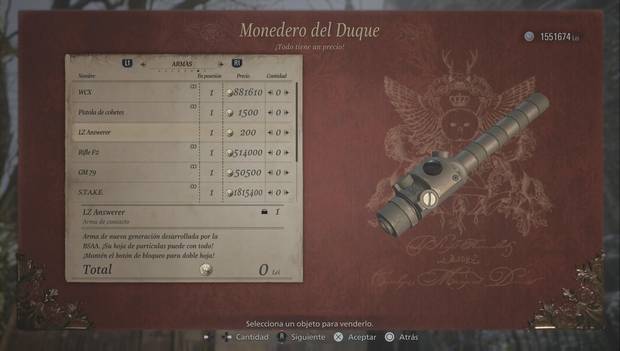 Monedero del Duque
¡Todo tiene un precio!
1551674 Lei
L1 ARMAS R1
Nombre En posesión Precio Cantidad
WCX 1 881610 0
Pistola de cohetes 1 1500 0
LZ Answerer 1 200 0
Rifle F2 1 514000 0
GM 79 1 50500 0
S.T.A.K.E. 1 1815400 0
LZ Answerer 1
Arma de contacto
Arma de nueva generación desarrollada por la
BSAA. ¡Su hoja de partículas puede con todo!
¡Mantén el botón de bloqueo para doble hoja!
Total 0 Lei
Selecciona un objeto para venderlo.
Cantidad R Siguiente Aceptar Atrás